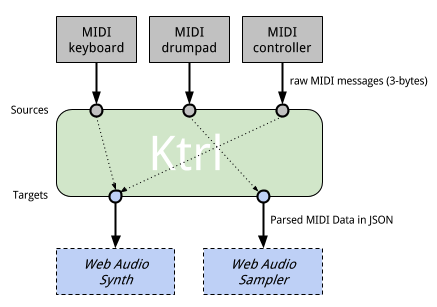 MIDI
keyboard
MIDI
drumpad
MIDI
controller
raw MIDI messages (3-bytes)
Sources
Ktrl
Targets
Parsed MIDI Data in JSON
Web Audio
Synth
Web Audio
Sampler